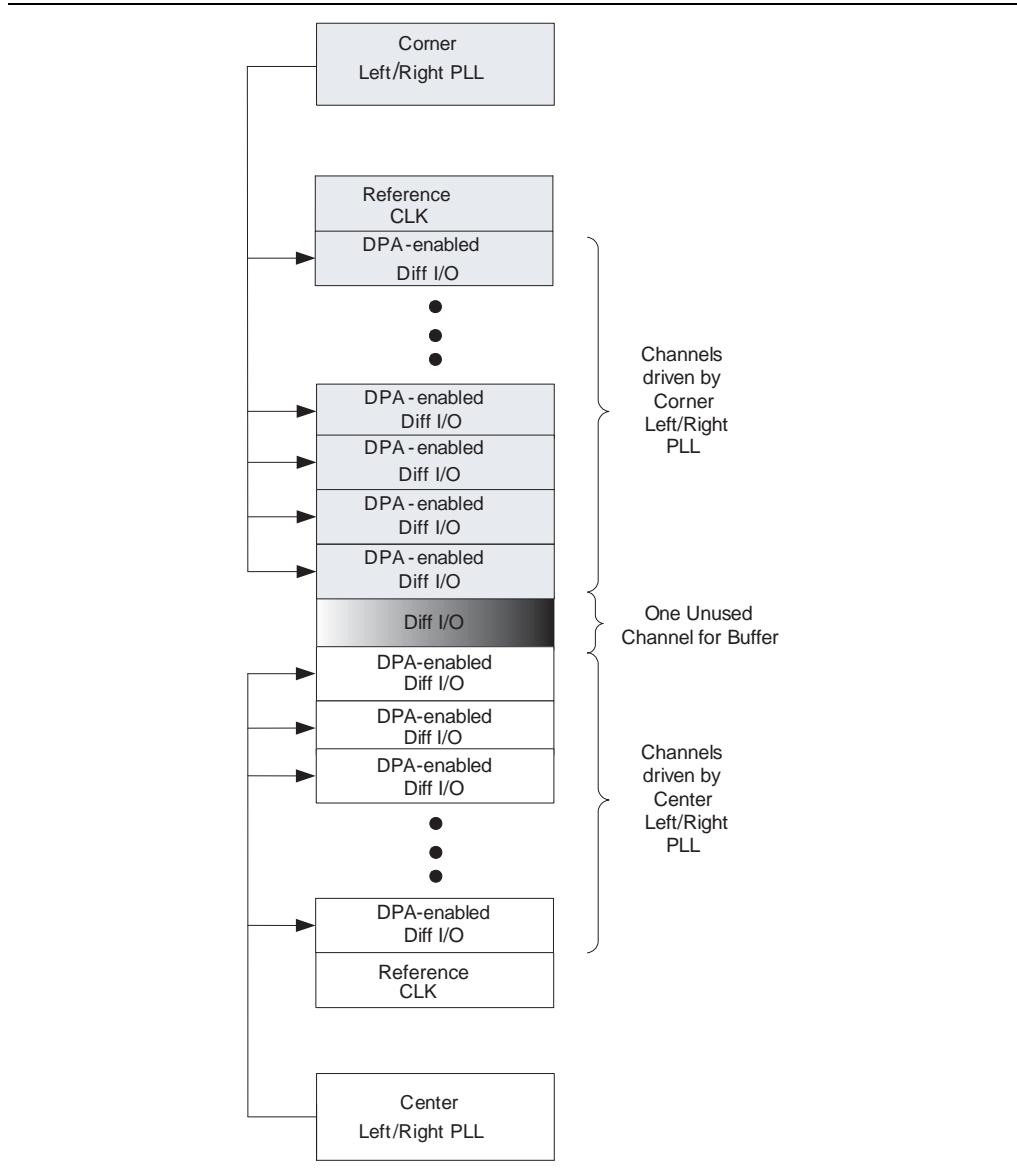 Corner
Left/Right PLL
Reference
CLK
DPA-enabled
Diff I/O
DPA-enabled
Diff I/O
DPA-enabled
Diff I/O
DPA-enabled
Diff I/O
DPA-enabled
Diff I/O
Channels
driven by
Corner
Left/Right
PLL
Diff I/O
One Unused
Channel for Buffer
DPA-enabled
Diff I/O
DPA-enabled
Diff I/O
DPA-enabled
Diff I/O
DPA-enabled
Diff I/O
Channels
driven by
Center
Left/Right
PLL
Reference
CLK
Center
Left/Right PLL